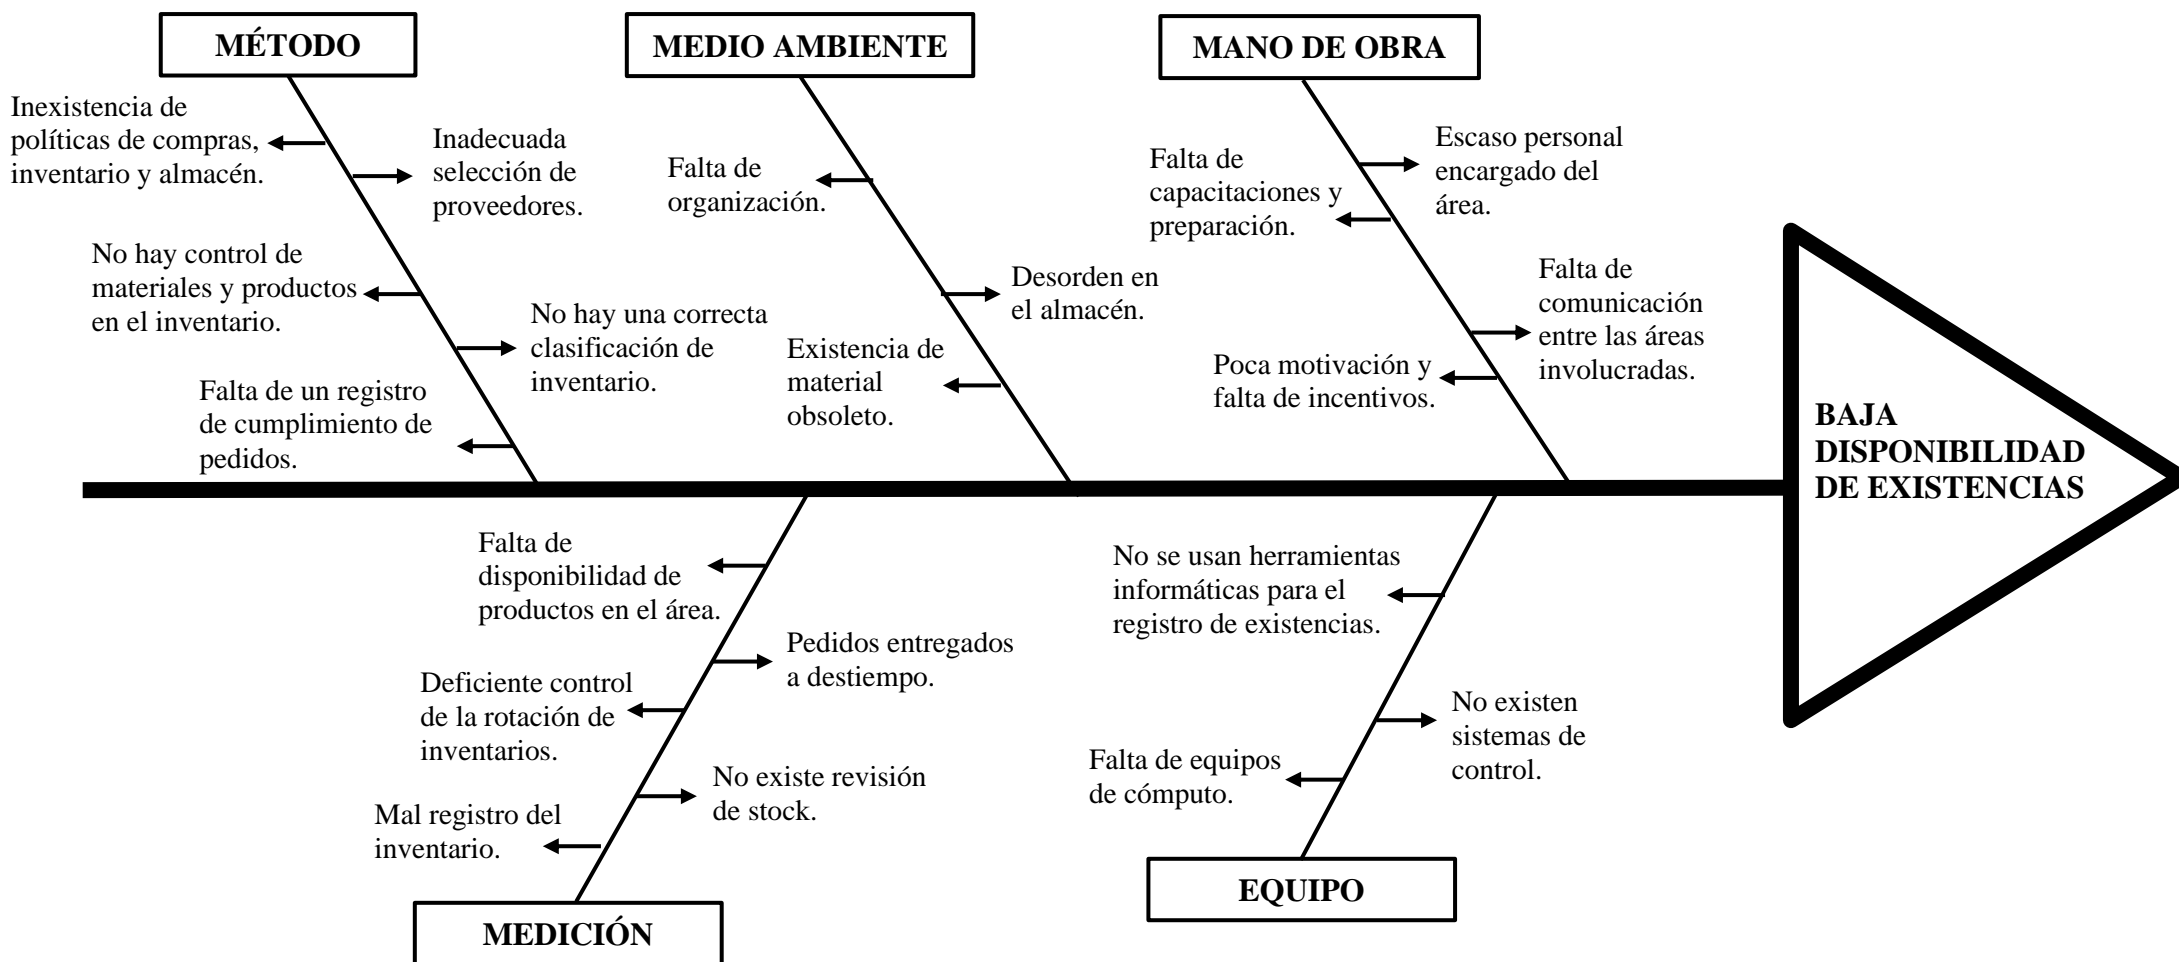 MÉTODO
MEDIO AMBIENTE
MANO DE OBRA
Inexistencia de
políticas de compras,
inventario y almacén.
Inadecuada
selección de
proveedores.
No hay control de
materiales y productos
en el inventario.
No hay una correcta
clasificación de
inventario.
Falta de un registro
de cumplimiento de
pedidos.
Falta de
organización.
Desorden en
el almacén.
Existencia de
material
obsoleto.
Escaso personal
encargado del
área.
Falta de
capacitaciones y
preparación.
Falta de
comunicación
entre las áreas
involucradas.
Poca motivación y
falta de incentivos.
BAJA
DISPONIBILIDAD
DE EXISTENCIAS
Falta de
disponibilidad de
productos en el área.
Pedidos entregados
a destiempo.
Deficiente control
de la rotación de
inventarios.
No existe revisión
de stock.
Mal registro del
inventario.
MEDICIÓN
No se usan herramientas
informáticas para el
registro de existencias.
No existen
sistemas de
control.
Falta de equipos
de cómputo.
EQUIPO